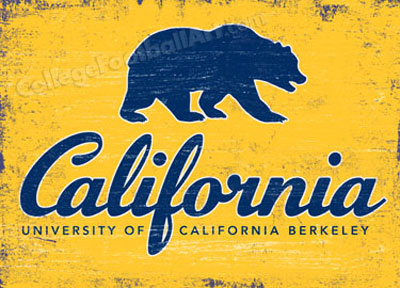 CollegeFootballArt.com
California
UNIVERSITY OF CALIFORNIA BERKELEY